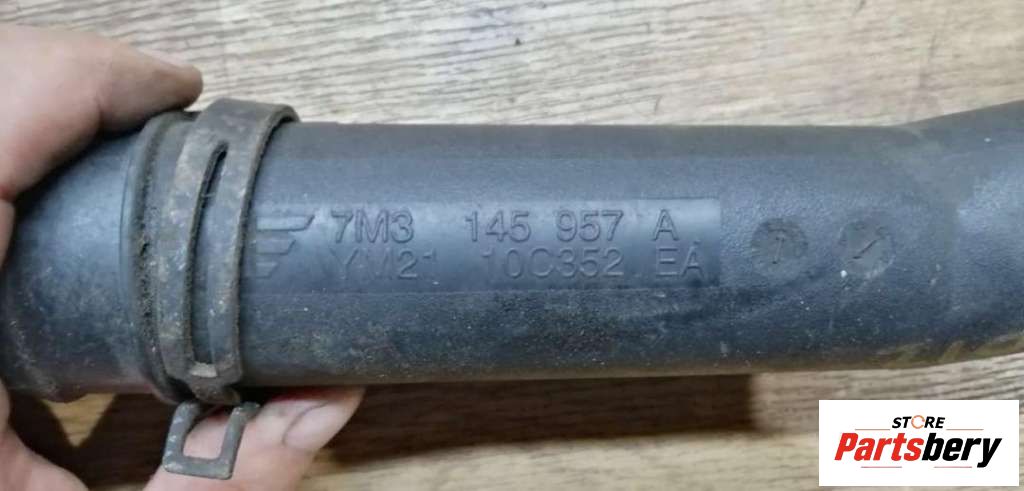 7M3 145 957 A
YM21 10C352 EA
STORE
Partsbery